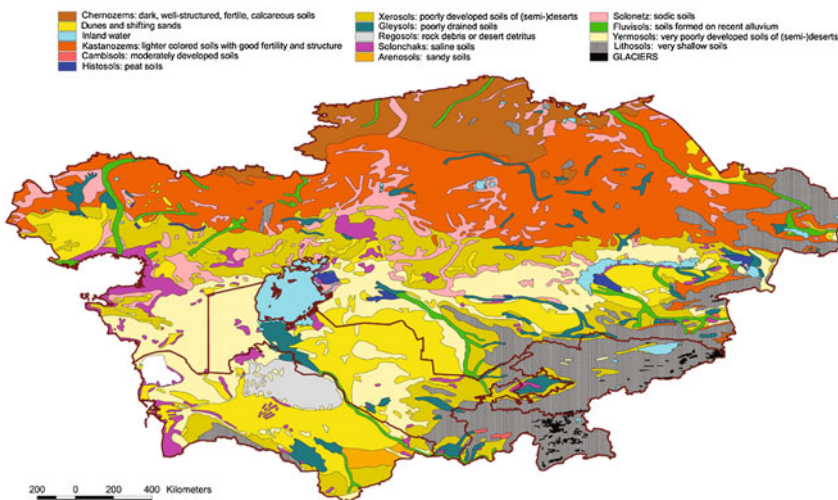 Chernozems: dark, well-structured, fertile, calcareous soils
Dunes and shifting sands
Inland water
Kastanozems: lighter colored soils with good fertility and structure
Cambisols: moderately developed soils
Histosols: peat soils
Xerosols: poorly developed soils of (semi-)deserts
Gleysols: poorly drained soils
Regosols: rock debris or desert detritus
Solonchaks: saline soils
Arenosols: sandy soils
Solonetz: sodic soils
Fluvisols: soils formed on recent alluvium
Yermosols: very poorly developed soils of (semi-)deserts
Lithosols: very shallow soils
GLACIERS
200 0 200 400 Kilometers